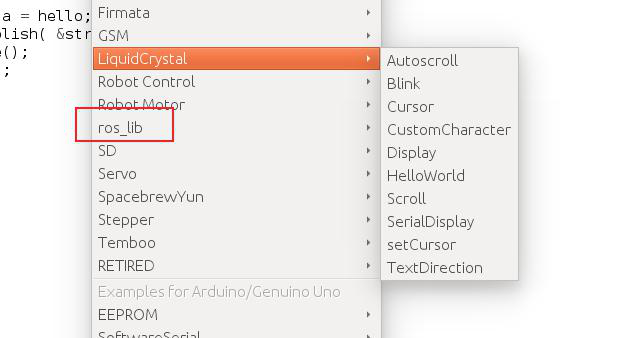 a = hello;
Firmata
lish( &str
GSM
e();
LiquidCrystal
;
Robot Control
Robot Motor
ros_lib
SD
Servo
SpacebrewYun
Stepper
Temboo
RETIRED
Examples for Arduino/Genuino Uno
EEPROM
SoftwareSerial
Autoscroll
Blink
Cursor
CustomCharacter
Display
HelloWorld
Scroll
SerialDisplay
setCursor
TextDirection